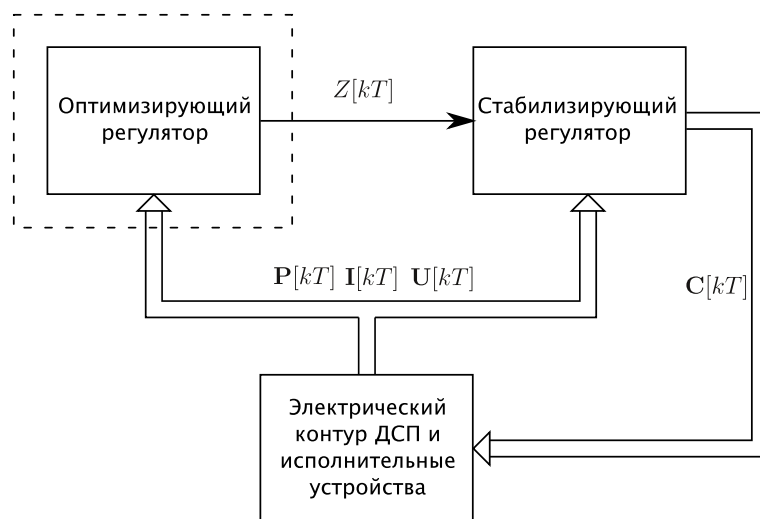 Оптимизирующий
регулятор
Z[kT]
Стабилизирующий
регулятор
P[kT] I[kT] U[kT]
C[kT]
Электрический
контур ДСП и
исполнительные
устройства